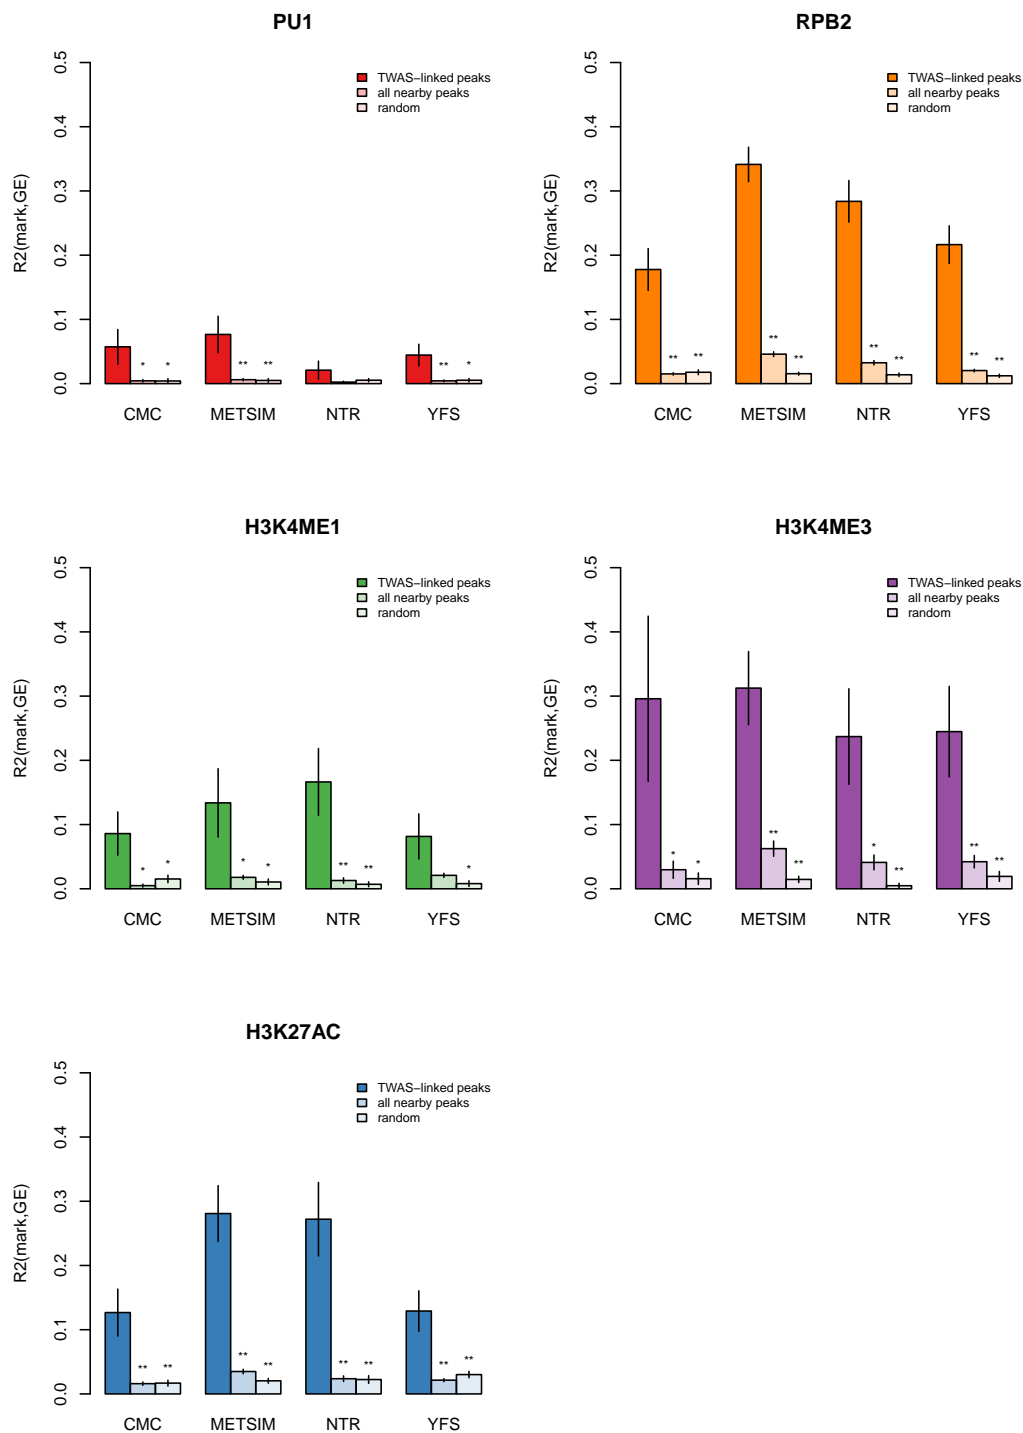 PU1
0.5
0.4
0.3
0.2
0.1
0.0
R2(mark,GE)
TWAS−linked peaks
all nearby peaks
random
* * ** ** ** *
CMC METSIM NTR YFS
RPB2
0.5
0.4
0.3
0.2
0.1
0.0
R2(mark,GE)
TWAS−linked peaks
all nearby peaks
random
** ** ** ** ** ** ** **
CMC METSIM NTR YFS
H3K4ME1
0.5
0.4
0.3
0.2
0.1
0.0
R2(mark,GE)
TWAS−linked peaks
all nearby peaks
random
* * * * ** ** *
CMC METSIM NTR YFS
H3K4ME3
0.5
0.4
0.3
0.2
0.1
0.0
R2(mark,GE)
TWAS−linked peaks
all nearby peaks
random
* * ** ** * ** ** **
CMC METSIM NTR YFS
H3K27AC
0.5
0.4
0.3
0.2
0.1
0.0
R2(mark,GE)
TWAS−linked peaks
all nearby peaks
random
** ** ** ** ** ** ** **
CMC METSIM NTR YFS